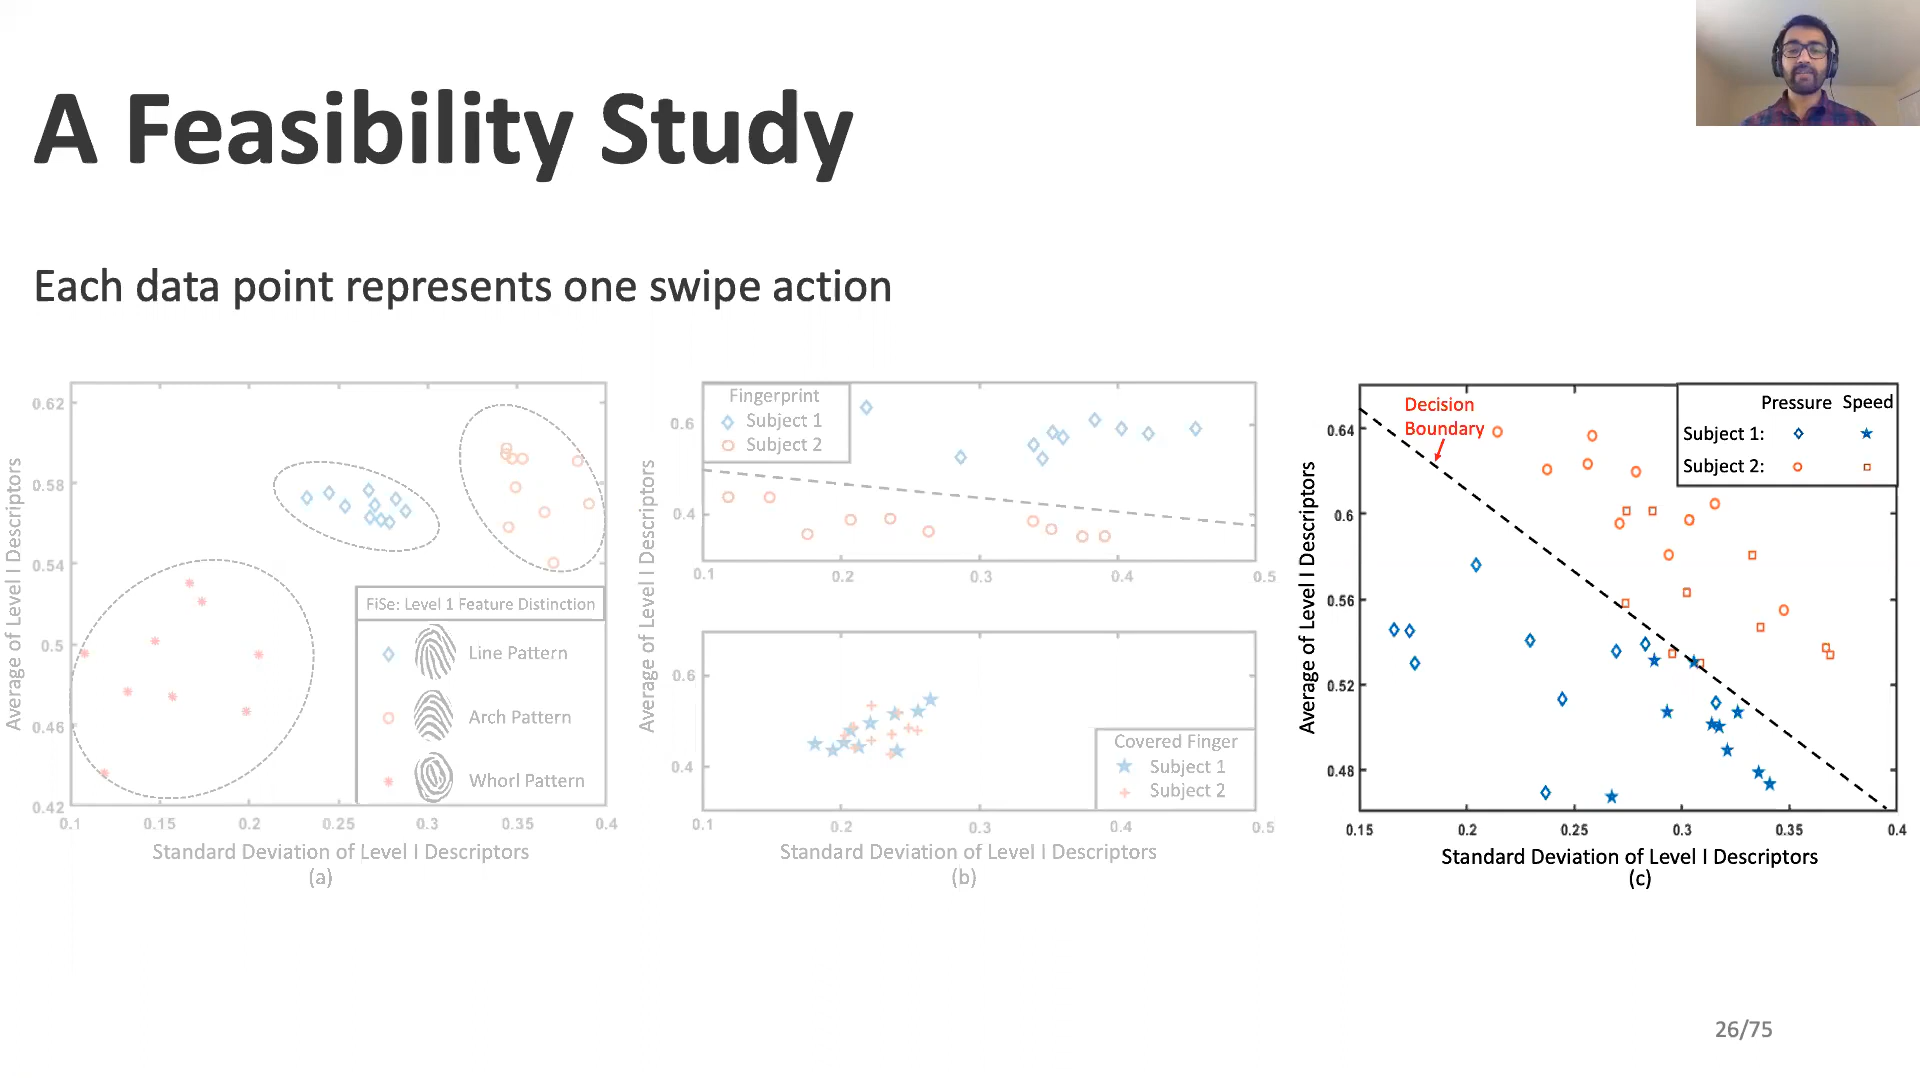 A Feasibility Study
Each data point represents one swipe action
0.62
0.58
0.54
0.5
0.46
0.42
0.1
0.15
0.2
0.25
0.3
0.35
0.4
Average of Level I Descriptors
FiSe: Level 1 Feature Distinction
Line Pattern
Arch Pattern
Whorl Pattern
Standard Deviation of Level I Descriptors
(a)
Fingerprint
Subject 1
Subject 2
0.6
0.4
0.1
0.2
0.3
0.4
0.5
Average of Level I Descriptors
0.6
0.4
Covered Finger
Subject 1
Subject 2
0.1
0.2
0.3
0.4
0.5
Standard Deviation of Level I Descriptors
(b)
Decision
Boundary
Pressure Speed
Subject 1:
Subject 2:
0.64
0.6
0.56
0.52
0.48
0.15
0.2
0.25
0.3
0.35
0.4
Average of Level I Descriptors
Standard Deviation of Level I Descriptors
(c)
26/75